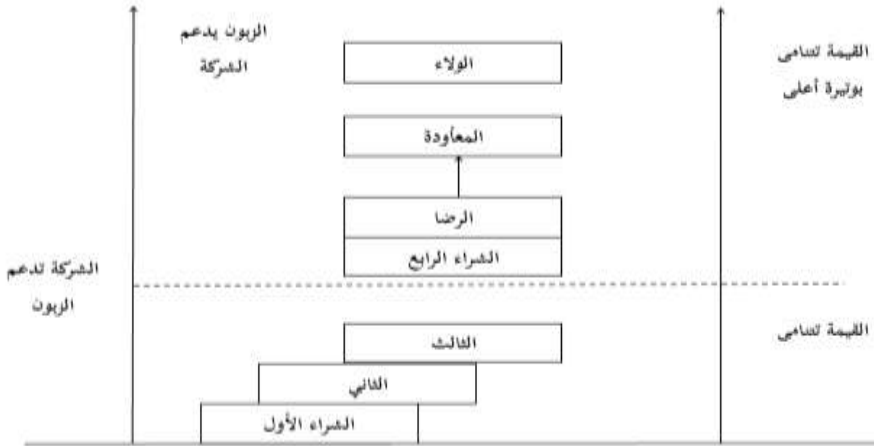 الزبون يدعم
الشركة
الولاء
القيمة تتنامى
بوتيرة أعلى
المعاودة
الرضا
الشراء الرابع
الشركة تدعم
الزبون
الثالث
القيمة تتنامى
الثاني
الشراء الأول